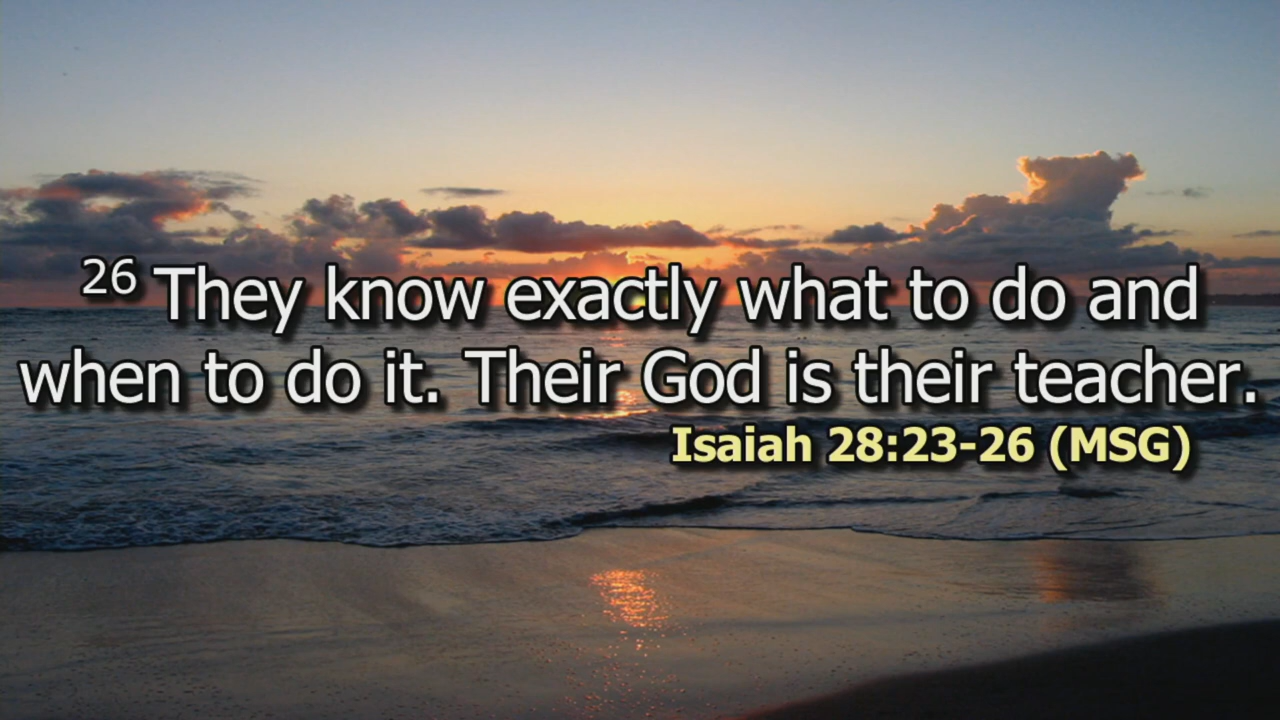 26 They know exactly what to do and
when to do it. Their God is their teacher.
Isaiah 28:23-26 (MSG)